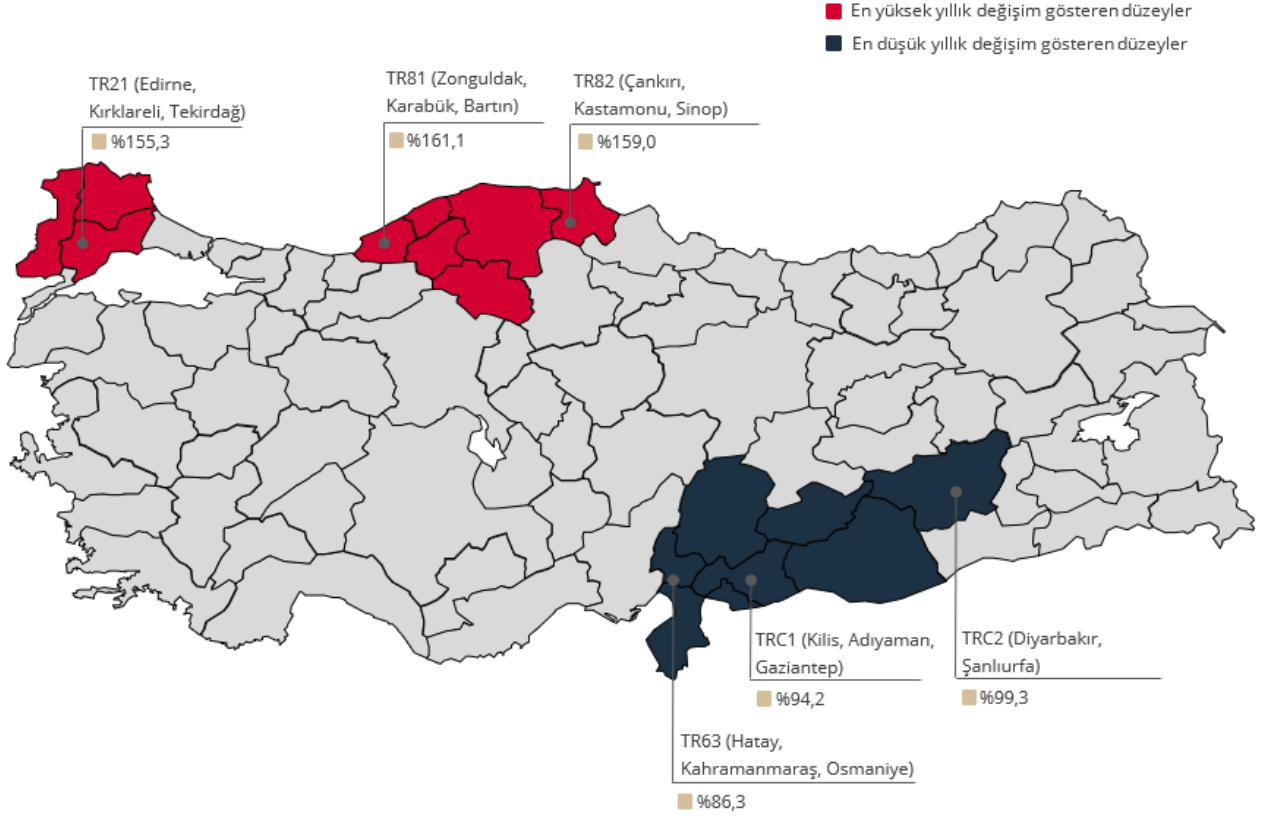 En yüksek yıllık değişim gösteren düzeyler
En düşük yıllık değişim gösteren düzeyler
TR21 (Edirne,
Kırklareli, Tekirdağ)
%155,3
TR81 (Zonguldak,
Karabük, Bartın)
%161,1
TR82 (Çankırı,
Kastamonu, Sinop)
%159,0
TRC1 (Kilis, Adıyaman,
Gaziantep)
%94,2
TRC2 (Diyarbakır,
Şanlıurfa)
%99,3
TR63 (Hatay,
Kahramanmaraş, Osmaniye)
%86,3